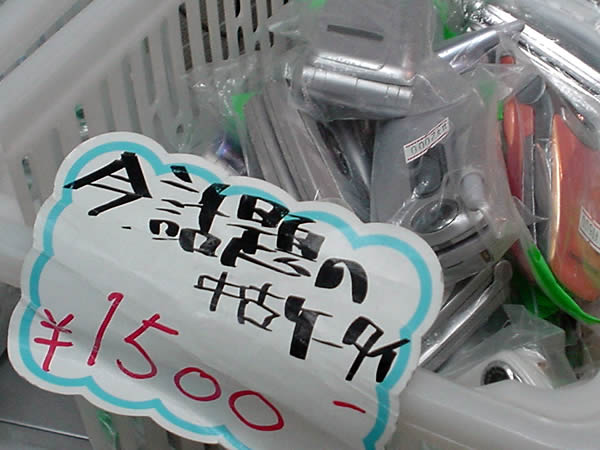 今話題の
中古ケータイ
¥1500-